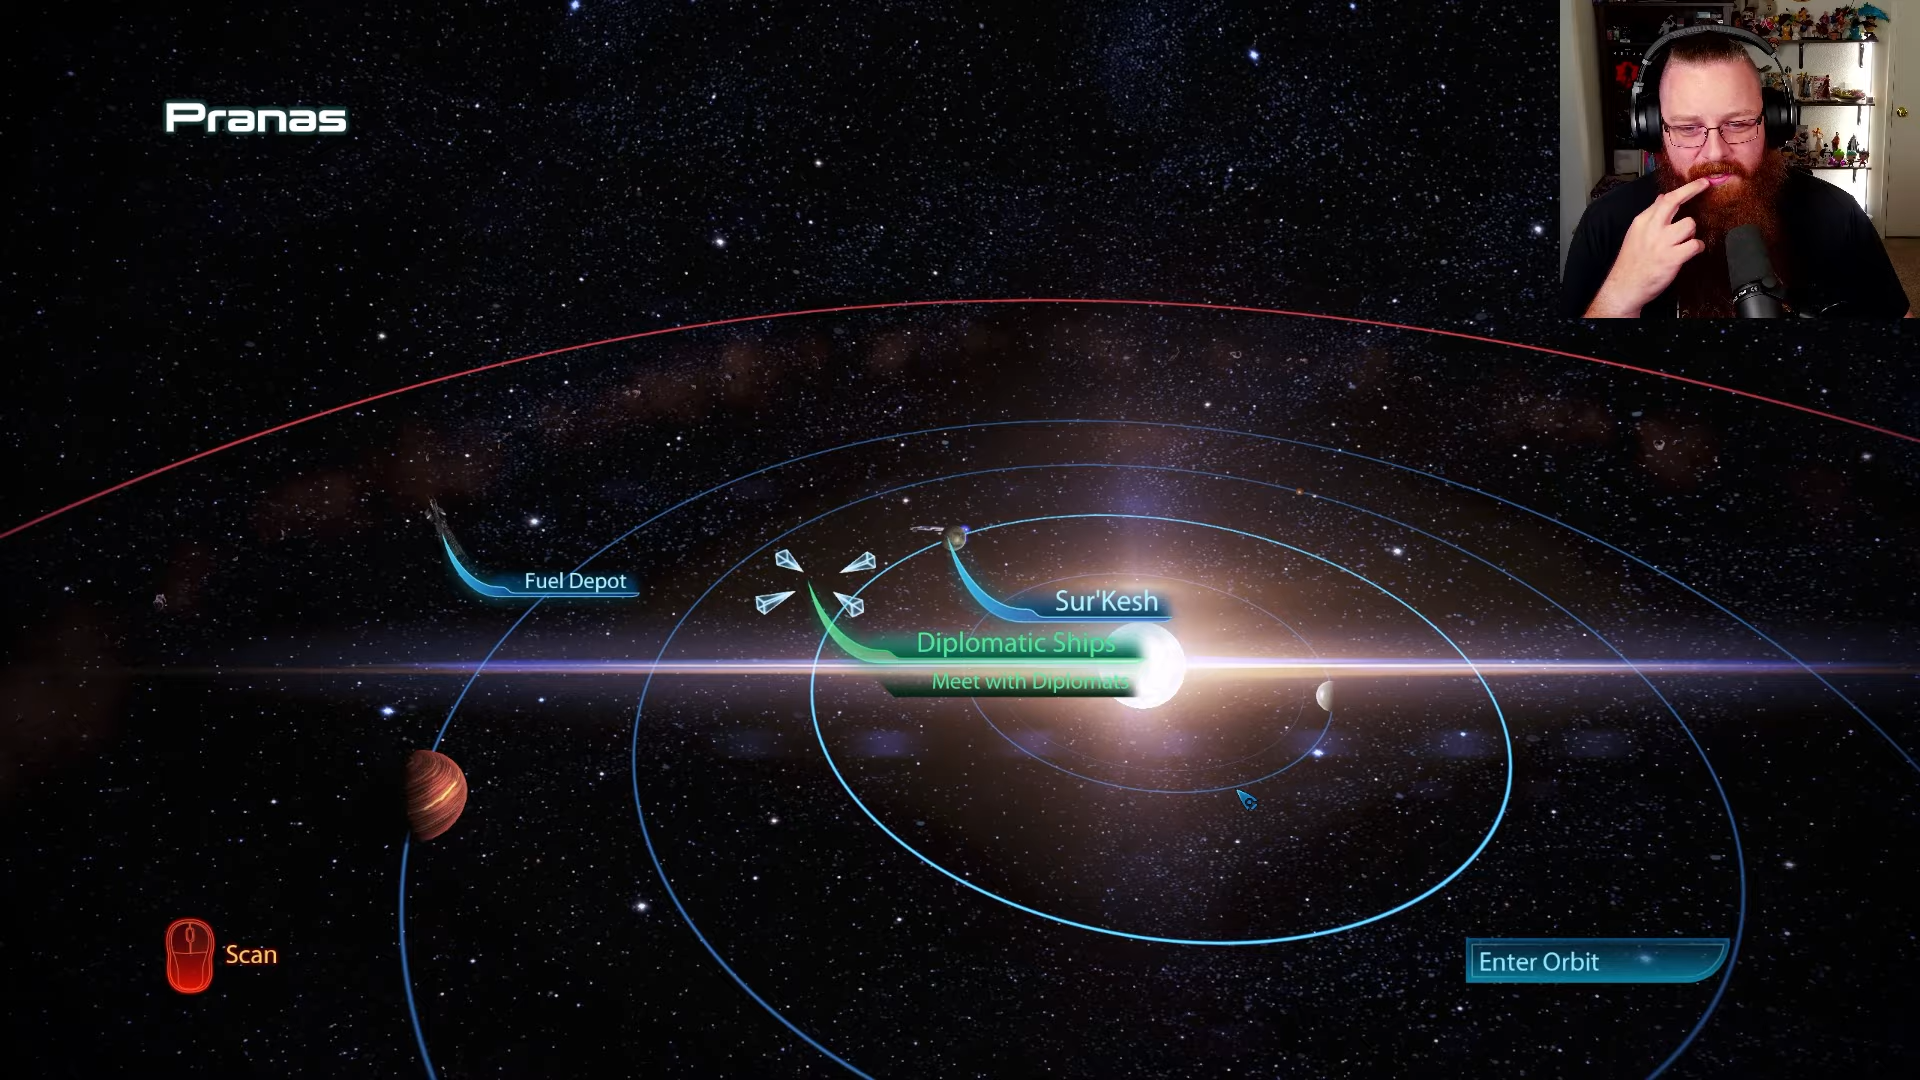 Pranas
Fuel Depot
Sur'Kesh
Diplomatic Ships
Meet with Diplomats
Scan
Enter Orbit